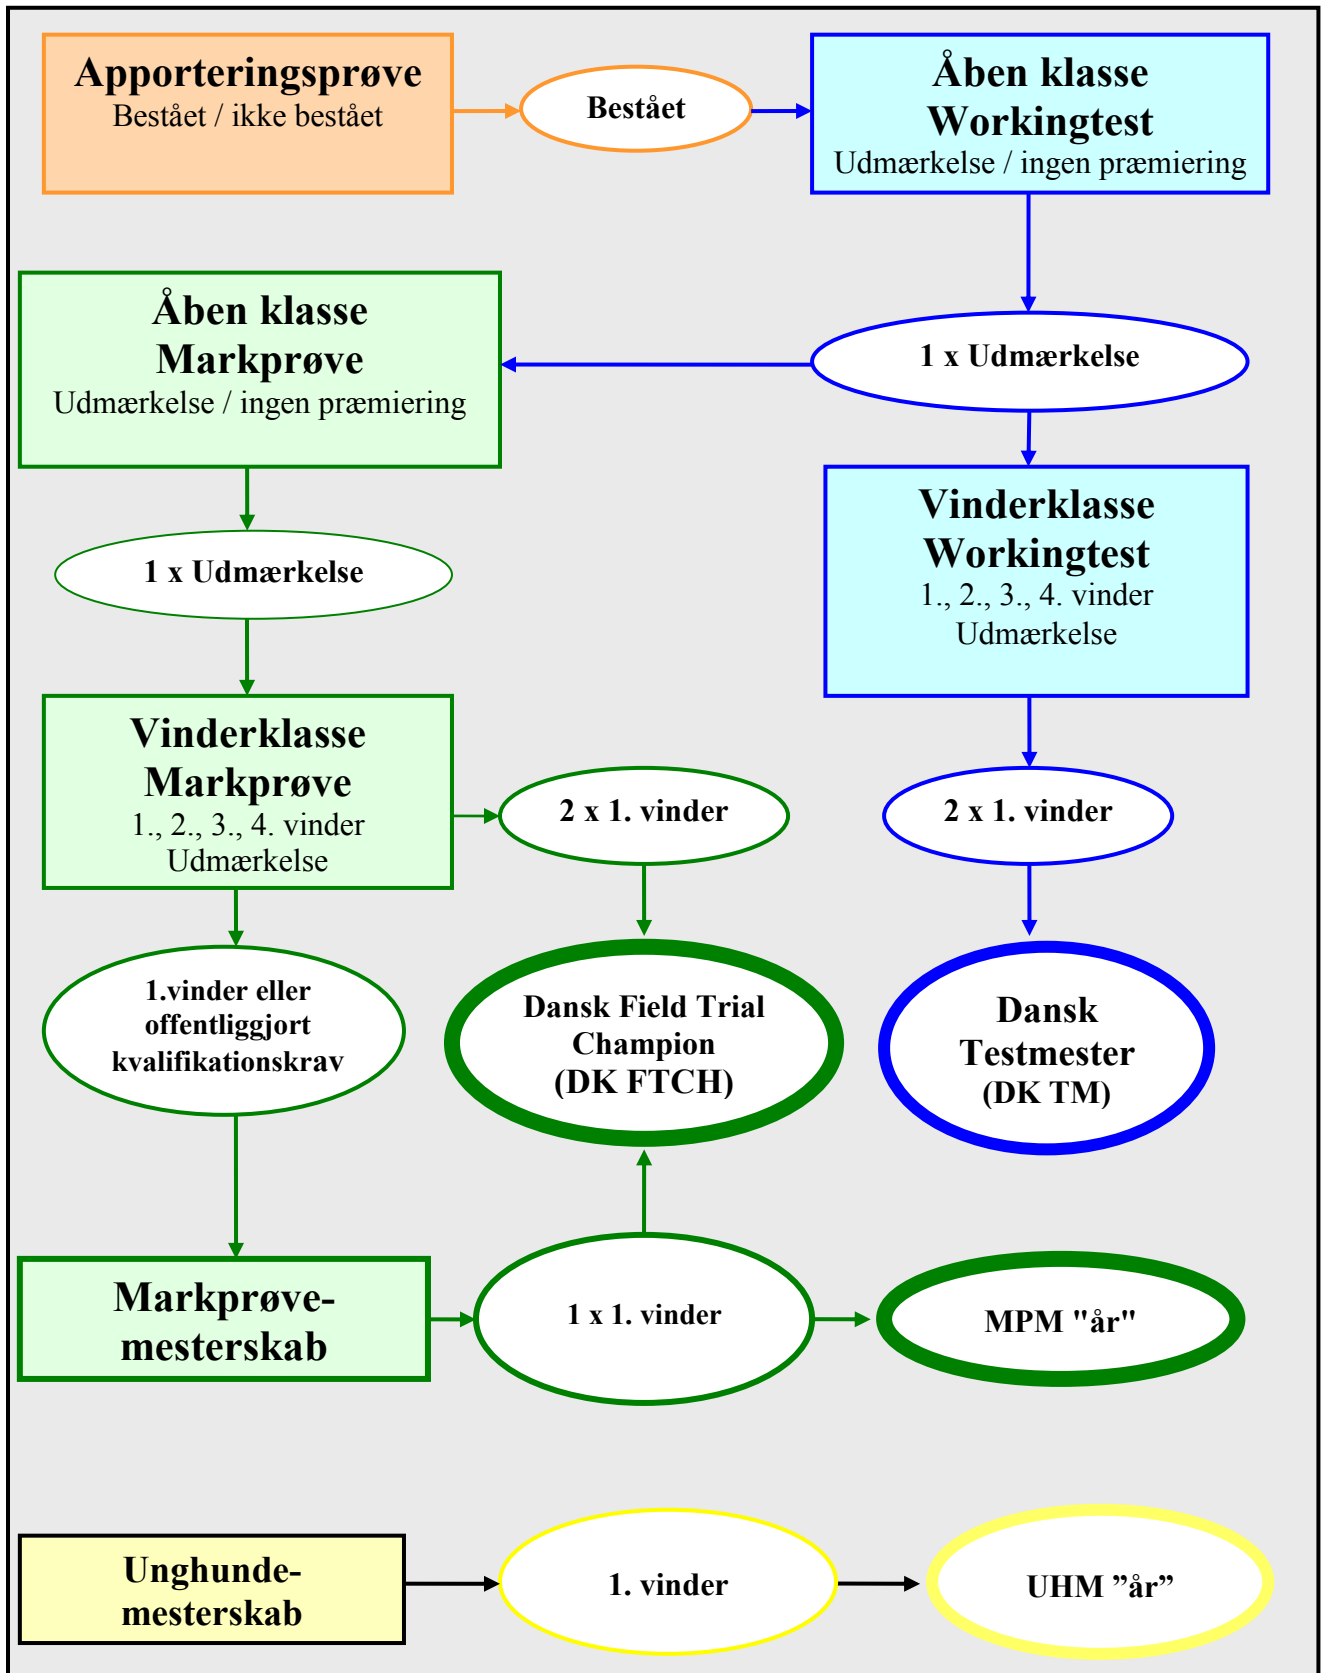 Apporteringsprøve
Bestået / ikke bestået
Bestået
Åben klasse
Workingtest
Udmærkelse / ingen præmiering
Åben klasse
Markprøve
Udmærkelse / ingen præmiering
1 x Udmærkelse
1 x Udmærkelse
Vinderklasse
Workingtest
1., 2., 3., 4. vinder
Udmærkelse
Vinderklasse
Markprøve
1., 2., 3., 4. vinder
Udmærkelse
2 x 1. vinder
2 x 1. vinder
1.vinder eller
offentliggjort
kvalifikationskrav
Dansk Field Trial
Champion
(DK FTCH)
Dansk
Testmester
(DK TM)
Markprøve-
mesterskab
1 x 1. vinder
MPM "år"
Unghunde-
mesterskab
1. vinder
UHM ”år”